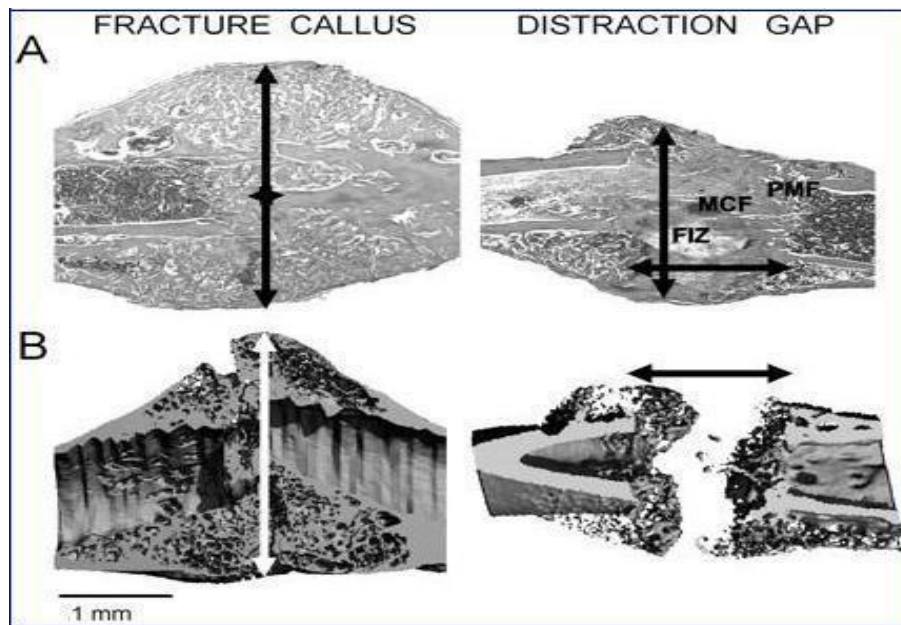 FRACTURE CALLUS DISTRACTION GAP
A
MCF PMF
FIZ
B
1 mm